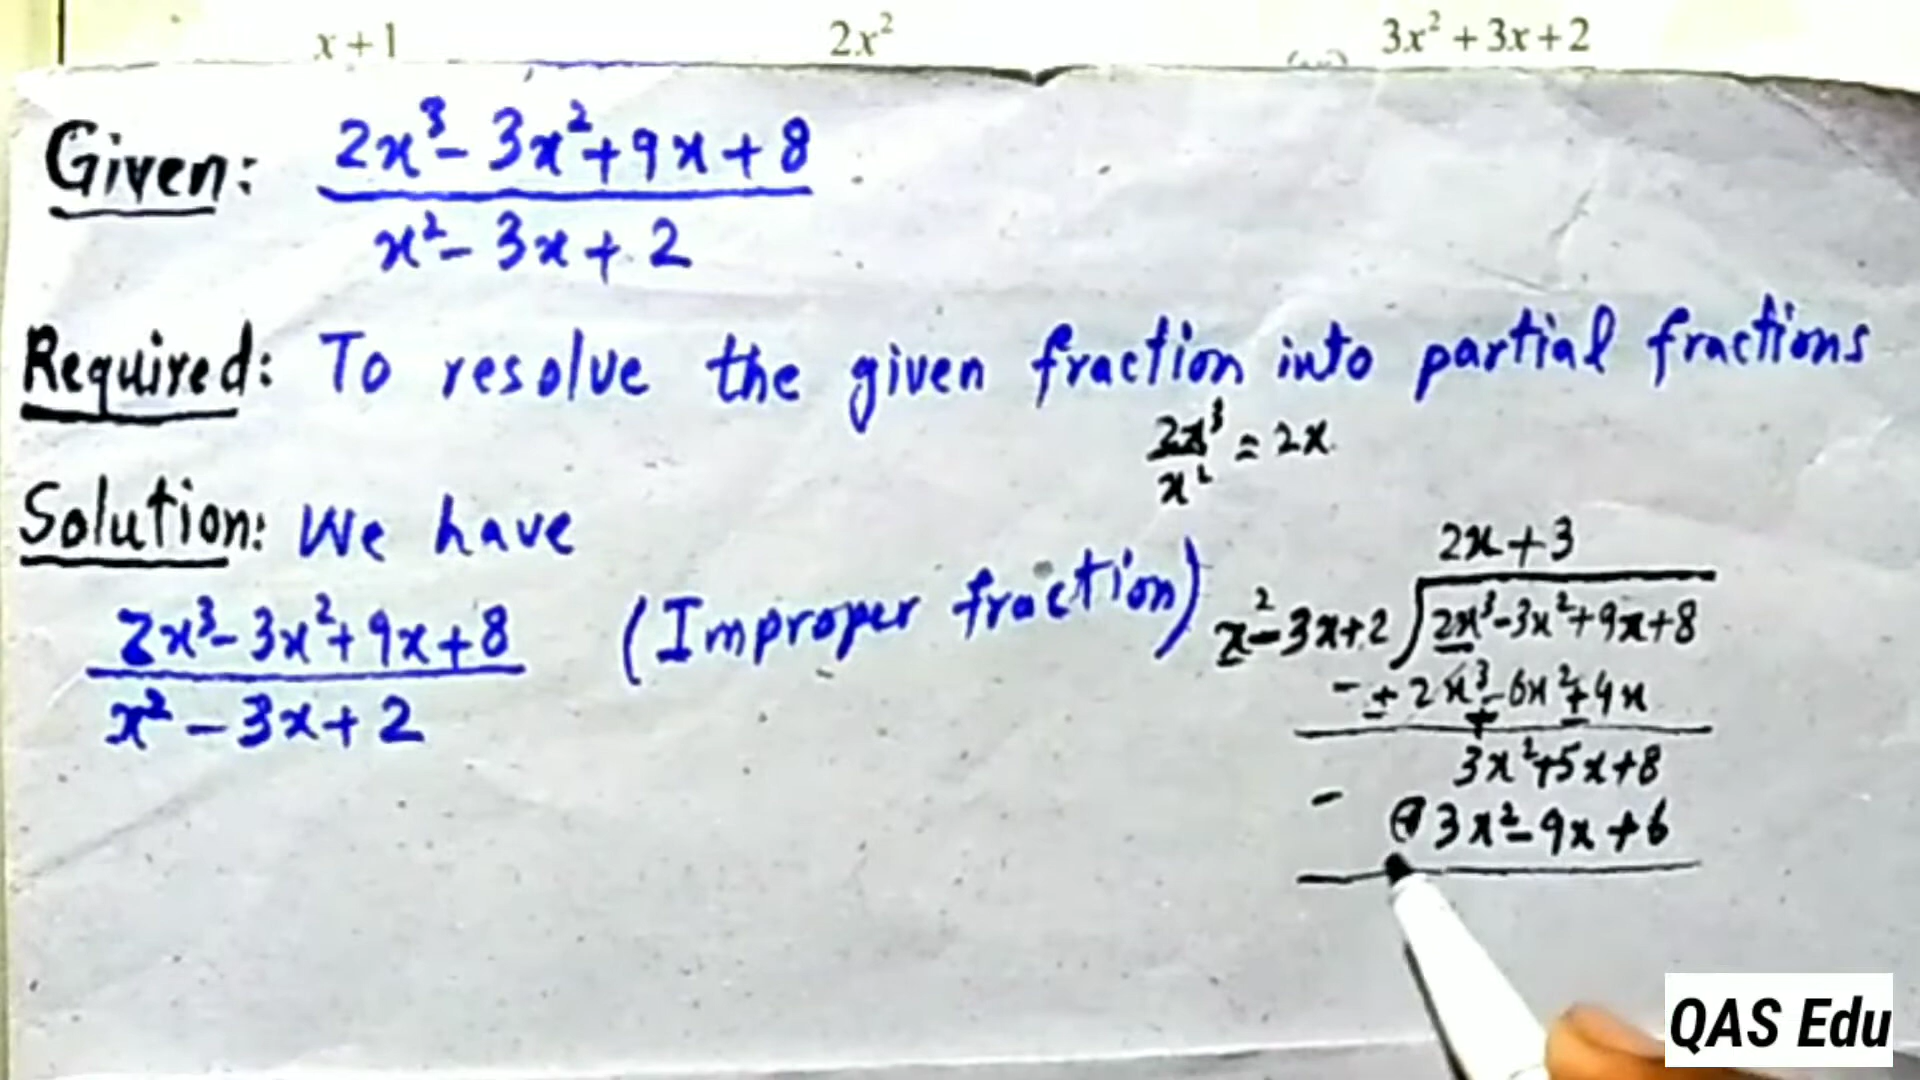 x+1 2x² 3x²+3x+2
Given: 2x³-3x²+9x+8
x²-3x+2
Required: To resolve the given fraction into partial fractions
2x³ = 2x
x²
Solution: We have
2x+3
2x³-3x²+9x+8 (Improper fraction) x²-3x+2 2x³-3x²+9x+8
x²-3x+2
- + 2x³-6x²+4x
+ -
3x²+5x+8
- 3x²-9x+6
QAS Edu